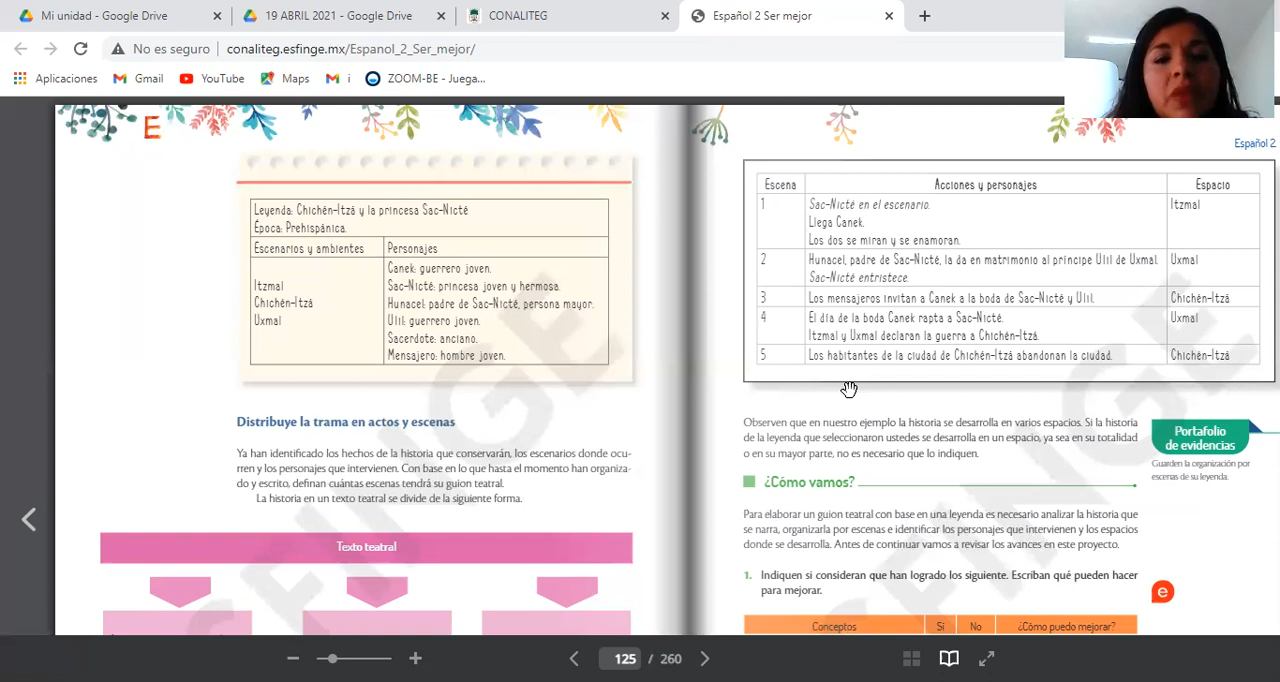 Mi unidad - Google Drive
19 ABRIL 2021 - Google Drive
CONALITEG
Español 2 Ser mejor
No es seguro
conaliteg.esfinge.mx/Espanol_2_Ser_mejor/
Aplicaciones
Gmail
YouTube
Maps
i
ZOOM-BE - Juega...
E
Leyenda: Chichén-Itzá y la princesa Sac-Nicté
Época: Prehispánica.
Escenarios y ambientes
Personajes
Itzmal
Chichén-Itzá
Uxmal
Canek: guerrero joven.
Sac-Nicté: princesa joven y hermosa.
Hunacel: padre de Sac-Nicté, persona mayor.
Ulil: guerrero joven.
Sacerdote: anciano.
Mensajero: hombre joven.
Distribuye la trama en actos y escenas
Ya han identificado los hechos de la historia que conservarán, los escenarios donde ocu-
rren y los personajes que intervienen. Con base en lo que hasta el momento han organiza-
do y escrito, definan cuántas escenas tendrá su guion teatral.
La historia en un texto teatral se divide de la siguiente forma.
Texto teatral
Español 2
Escena Acciones y personajes Espacio
1 Sac-Nicté en el escenario. Itzmal
Llega Canek.
Los dos se miran y se enamoran.
2 Hunacel, padre de Sac-Nicté, la da en matrimonio al príncipe Ulil de Uxmal. Uxmal
Sac-Nicté entristece.
3 Los mensajeros invitan a Canek a la boda de Sac-Nicté y Ulil. Chichén-Itzá
4 El día de la boda Canek rapta a Sac-Nicté. Uxmal
Itzmal y Uxmal declaran la guerra a Chichén-Itzá.
5 Los habitantes de la ciudad de Chichén-Itzá abandonan la ciudad. Chichén-Itzá
Observen que en nuestro ejemplo la historia se desarrolla en varios espacios. Si la historia
de la leyenda que seleccionaron ustedes se desarrolla en un espacio, ya sea en su totalidad
o en su mayor parte, no es necesario que lo indiquen.
Portafolio
de evidencias
Guarden la organización por
escenas de su leyenda.
¿Cómo vamos?
Para elaborar un guion teatral con base en una leyenda es necesario analizar la historia que
se narra, organizarla por escenas e identificar los personajes que intervienen y los espacios
donde se desarrolla. Antes de continuar vamos a revisar los avances en este proyecto.
1. Indiquen si consideran que han logrado los siguiente. Escriban qué pueden hacer
para mejorar.
e
Conceptos Sí No ¿Cómo puedo mejorar?
ESFINGE
ESFINGE
125 / 260